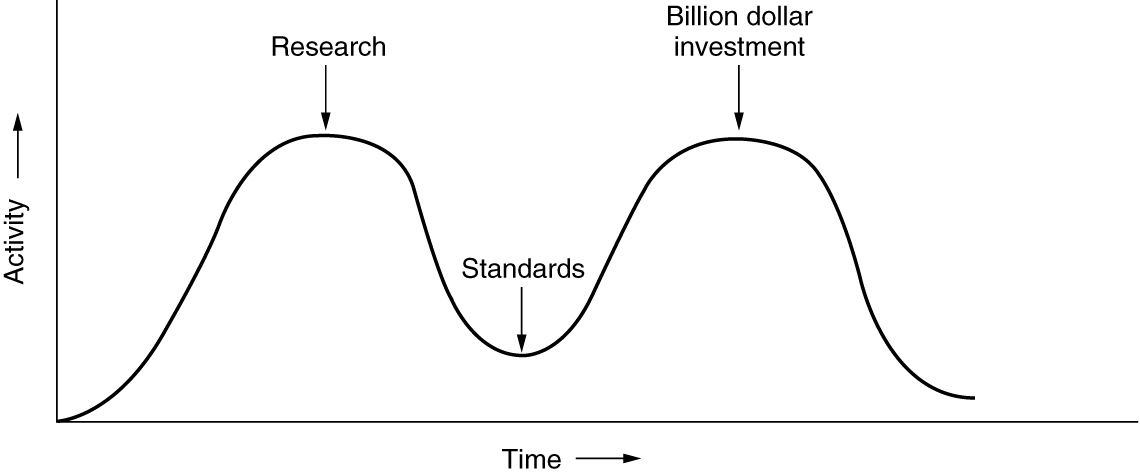 Billion dollar
investment
Research
Activity
Standards
Time